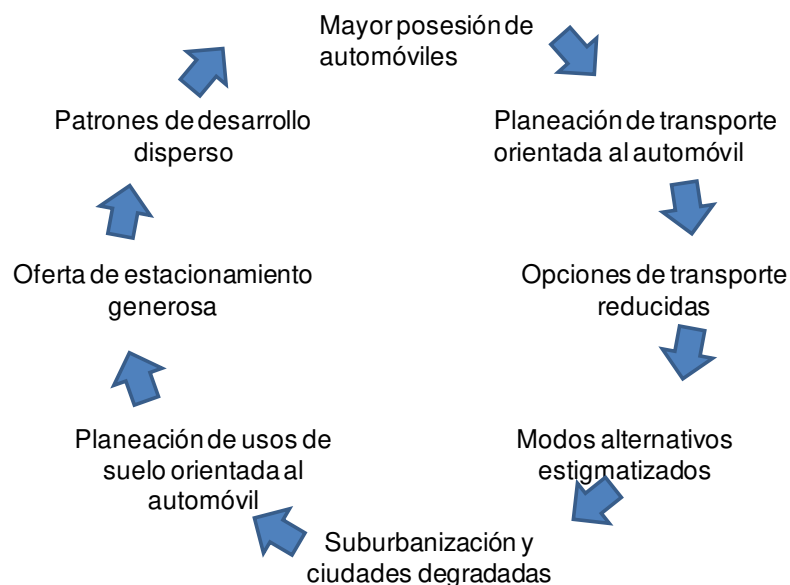 Mayor posesión de
automóviles
Planeación de transporte
orientada al automóvil
Opciones de transporte
reducidas
Modos alternativos
estigmatizados
Suburbanización y
ciudades degradadas
Planeación de usos de
suelo orientada al
automóvil
Oferta de estacionamiento
generosa
Patrones de desarrollo
disperso